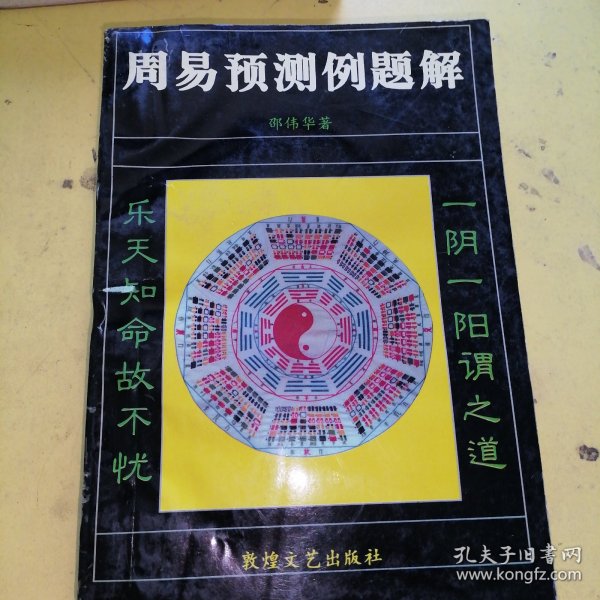 周易预测例题解
邵伟华著
一阴一阳谓之道
乐天知命故不忧
敦煌文艺出版社
孔夫子旧书网
www.kongfz.com